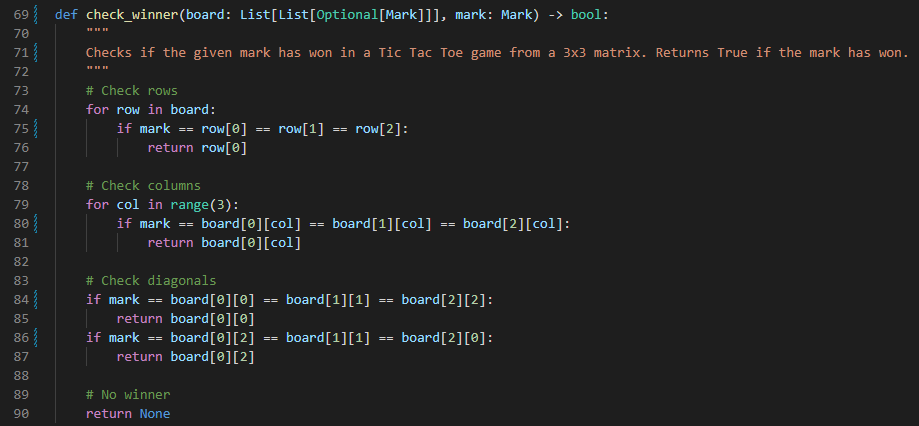 69 def check_winner(board: List[List[Optional[Mark]]], mark: Mark) -> bool:
70     """
71     Checks if the given mark has won in a Tic Tac Toe game from a 3x3 matrix. Returns True if the mark has won.
72     """
73     # Check rows
74     for row in board:
75         if mark == row[0] == row[1] == row[2]:
76             return row[0]
77
78     # Check columns
79     for col in range(3):
80         if mark == board[0][col] == board[1][col] == board[2][col]:
81             return board[0][col]
82
83     # Check diagonals
84     if mark == board[0][0] == board[1][1] == board[2][2]:
85         return board[0][0]
86     if mark == board[0][2] == board[1][1] == board[2][0]:
87         return board[0][2]
88
89     # No winner
90     return None